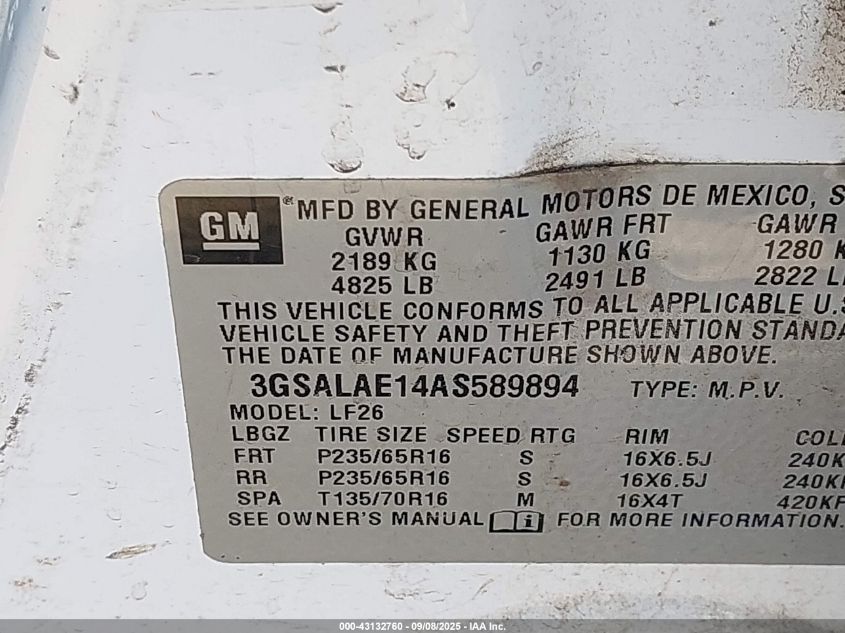 GM ® MFD BY GENERAL MOTORS DE MEXICO, S
GVWR GAWR FRT GAWR
2189 KG 1130 KG 1280 K
4825 LB 2491 LB 2822 L
THIS VEHICLE CONFORMS TO ALL APPLICABLE U.S
VEHICLE SAFETY AND THEFT PREVENTION STANDA
THE DATE OF MANUFACTURE SHOWN ABOVE.
3GSALAE14AS589894 TYPE: M.P.V.
MODEL: LF26
LBGZ TIRE SIZE SPEED RTG RIM COL
FRT P235/65R16 S 16X6.5J 240K
RR P235/65R16 S 16X6.5J 240K
SPA T135/70R16 M 16X4T 420KP
SEE OWNER'S MANUAL i FOR MORE INFORMATION.
000-43132760 - 09/08/2025 - IAA Inc.